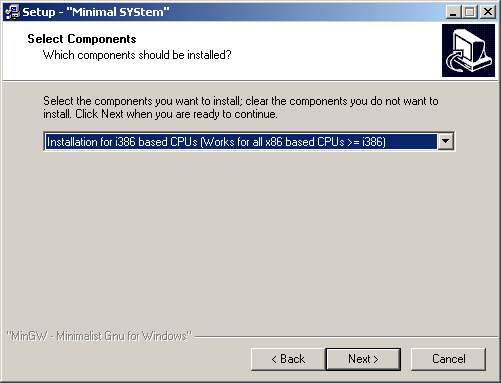 Setup - "Minimal SYStem"
Select Components
Which components should be installed?
Select the components you want to install; clear the components you do not want to
install. Click Next when you are ready to continue.
Installation for i386 based CPUs (Works for all x86 based CPUs >= i386)
"MinGW - Minimalist Gnu for Windows"
< Back
Next >
Cancel